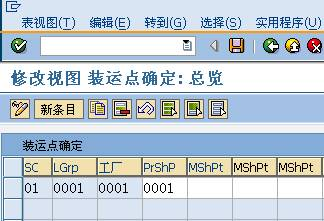 表视图(T) 编辑(E) 转到(G) 选择(S) 实用程序(U)
修改视图 装运点确定: 总览
新条目
装运点确定
SC LGrp 工厂 PrShP MShPt MShPt MShPt
01 0001 0001 0001